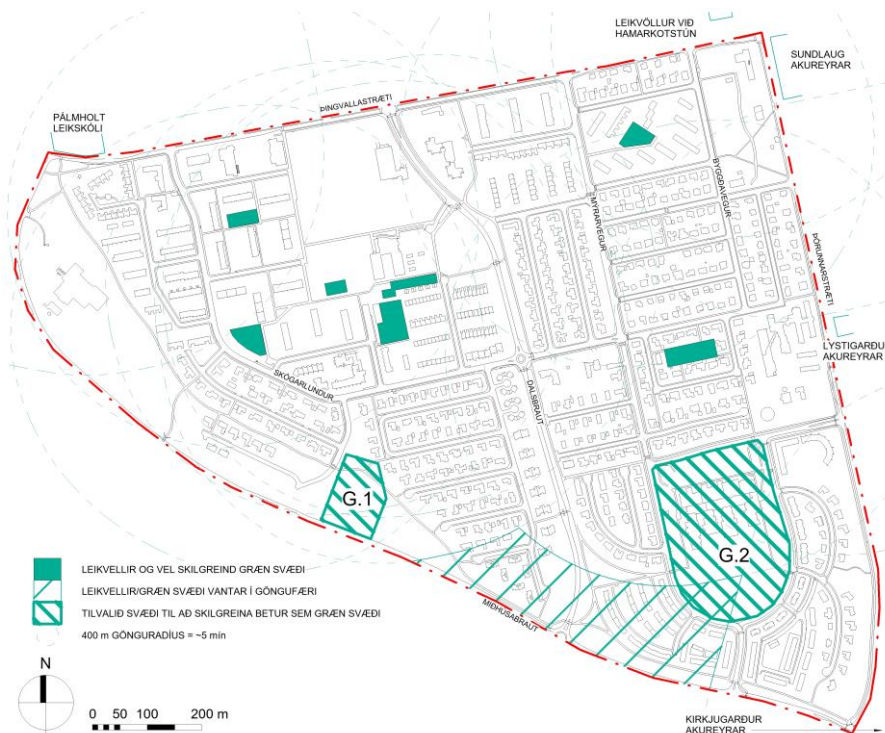 LEIKVÖLLUR VIÐ
HAMARKOTSTÚN
SUNDLAUG
AKUREYRAR
PÁLMHOLT
LEIKSKÓLI
ÞINGVALLASTRÆTI
BYGGÐAVEGUR
MÝRARVEGUR
ÞÓRUNNARSTRÆTI
LYSTIGARÐU
AKUREYRAR
SKÓGARLUNDUR
DALSBRAUT
G.1
G.2
MIÐHUSABRAUT
LEIKVELLIR OG VEL SKILGREIND GRÆN SVÆÐI
LEIKVELLIR/GRÆN SVÆÐI VANTAR Í GÖNGUFÆRI
TILVALIÐ SVÆÐI TIL AÐ SKILGREINA BETUR SEM GRÆN SVÆÐI
400 m GÖNGURADÍUS = ~5 mín
N
0 50 100 200 m
KIRKJUGARÐUR
AKUREYRAR